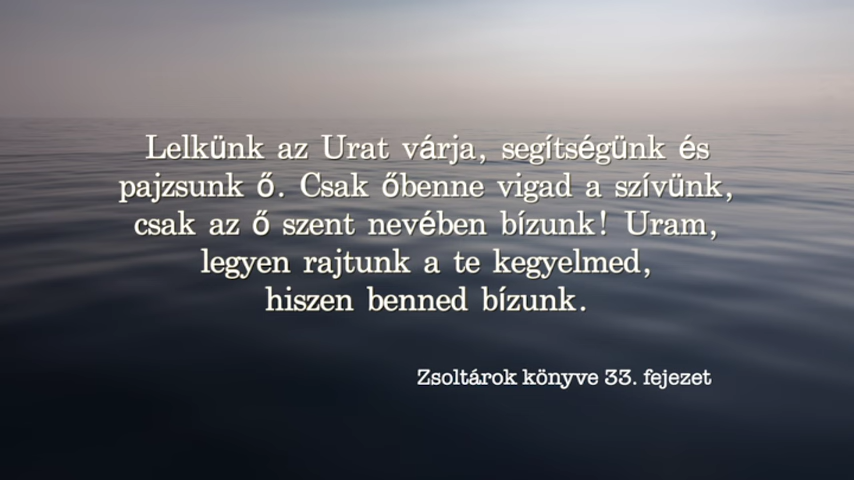 Lelkünk az Urat várja, segítségünk és
pajzsunk ő. Csak őbenne vigad a szívünk,
csak az ő szent nevében bízunk! Uram,
legyen rajtunk a te kegyelmed,
hiszen benned bízunk.
Zsoltárok könyve 33. fejezet